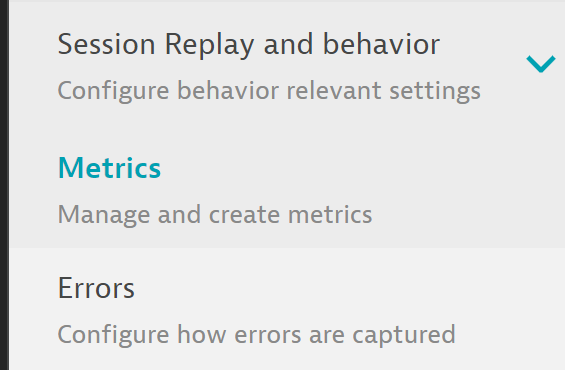 Session Replay and behavior
Configure behavior relevant settings
Metrics
Manage and create metrics
Errors
Configure how errors are captured